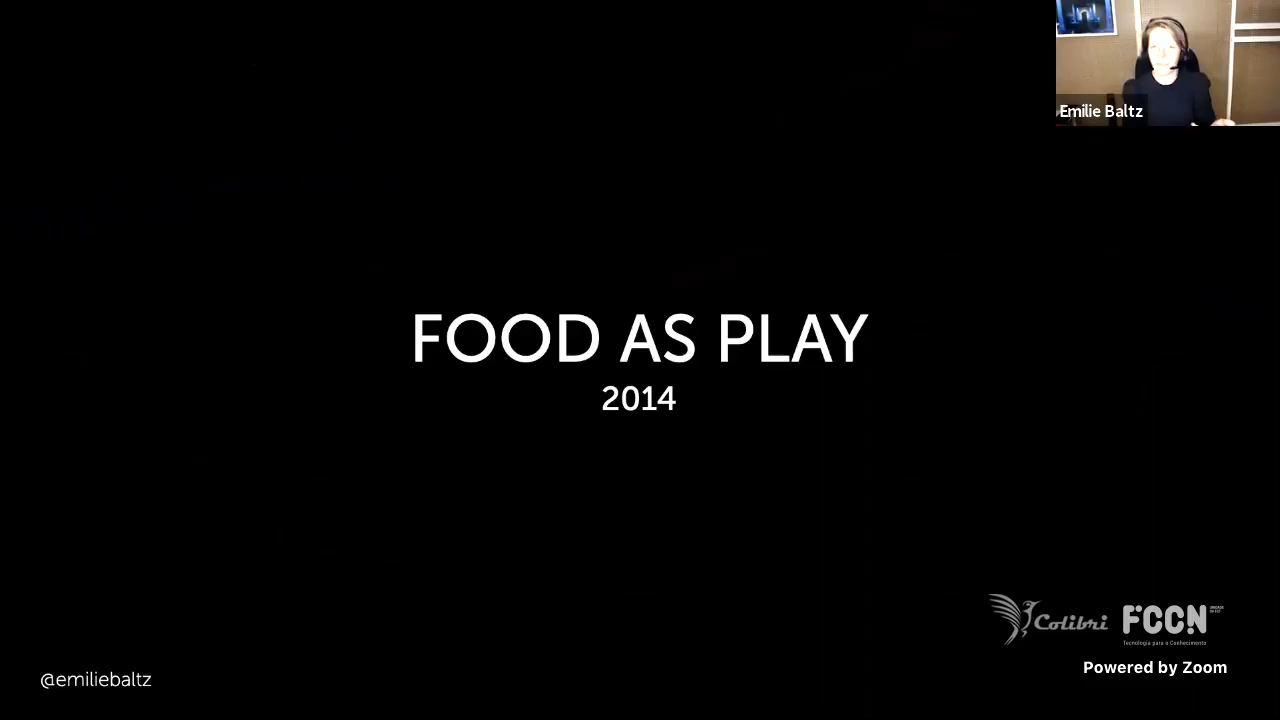 Emilie Baltz
FOOD AS PLAY
2014
Colibri
FCCN
Tecnologia para o Conhecimento
Powered by Zoom
@emiliebaltz